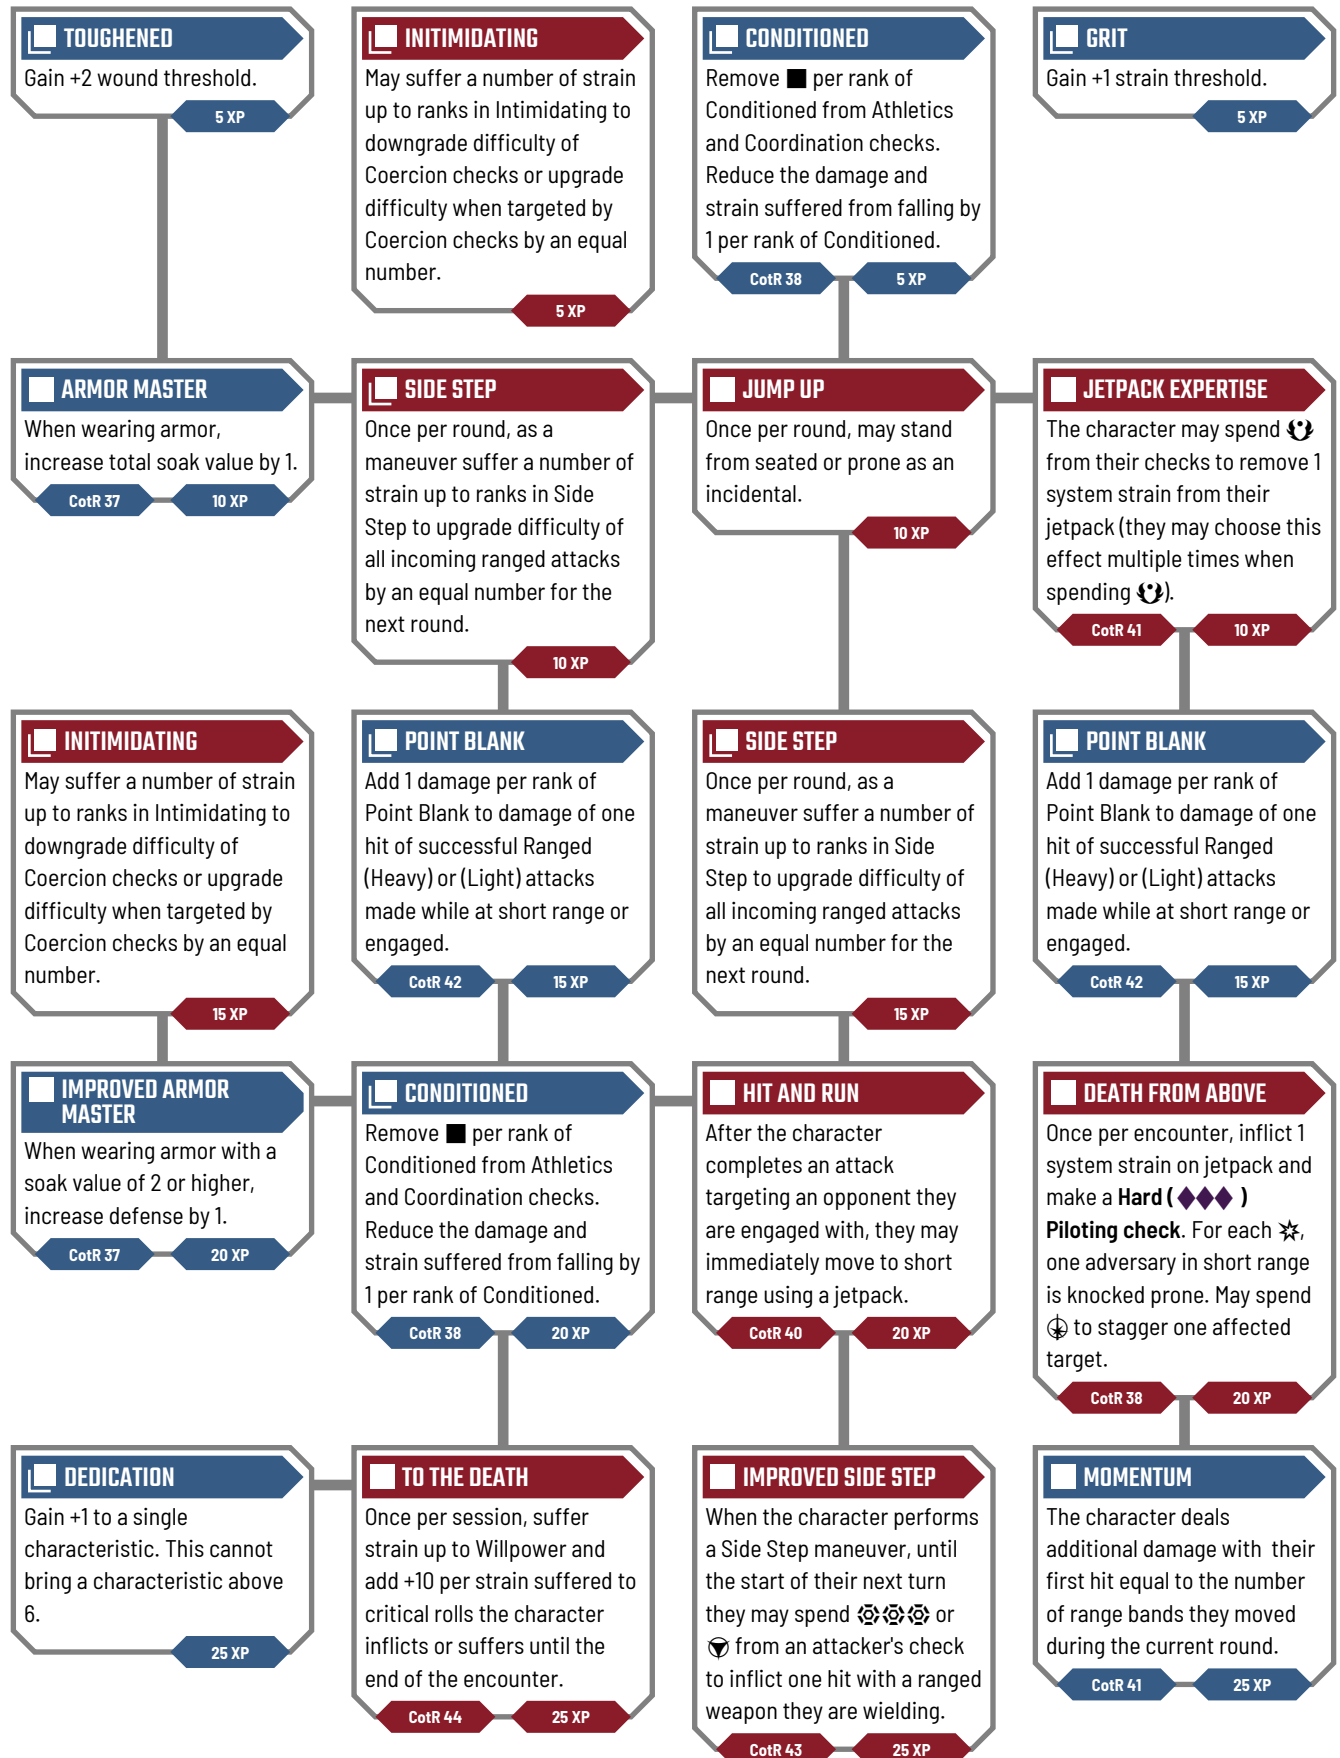 TOUGHENED
Gain +2 wound threshold.
5 XP
INITIMIDATING
May suffer a number of strain
up to ranks in Intimidating to
downgrade difficulty of
Coercion checks or upgrade
difficulty when targeted by
Coercion checks by an equal
number.
5 XP
CONDITIONED
Remove ■ per rank of
Conditioned from Athletics
and Coordination checks.
Reduce the damage and
strain suffered from falling by
1 per rank of Conditioned.
CotR 38 5 XP
GRIT
Gain +1 strain threshold.
5 XP
ARMOR MASTER
When wearing armor,
increase total soak value by 1.
CotR 37 10 XP
SIDE STEP
Once per round, as a
maneuver suffer a number of
strain up to ranks in Side
Step to upgrade difficulty of
all incoming ranged attacks
by an equal number for the
next round.
10 XP
JUMP UP
Once per round, may stand
from seated or prone as an
incidental.
10 XP
JETPACK EXPERTISE
The character may spend
from their checks to remove 1
system strain from their
jetpack (they may choose this
effect multiple times when
spending ).
CotR 41 10 XP
INITIMIDATING
May suffer a number of strain
up to ranks in Intimidating to
downgrade difficulty of
Coercion checks or upgrade
difficulty when targeted by
Coercion checks by an equal
number.
15 XP
POINT BLANK
Add 1 damage per rank of
Point Blank to damage of one
hit of successful Ranged
(Heavy) or (Light) attacks
made while at short range or
engaged.
CotR 42 15 XP
SIDE STEP
Once per round, as a
maneuver suffer a number of
strain up to ranks in Side
Step to upgrade difficulty of
all incoming ranged attacks
by an equal number for the
next round.
15 XP
POINT BLANK
Add 1 damage per rank of
Point Blank to damage of one
hit of successful Ranged
(Heavy) or (Light) attacks
made while at short range or
engaged.
CotR 42 15 XP
IMPROVED ARMOR
MASTER
When wearing armor with a
soak value of 2 or higher,
increase defense by 1.
CotR 37 20 XP
CONDITIONED
Remove ■ per rank of
Conditioned from Athletics
and Coordination checks.
Reduce the damage and
strain suffered from falling by
1 per rank of Conditioned.
CotR 38 20 XP
HIT AND RUN
After the character
completes an attack
targeting an opponent they
are engaged with, they may
immediately move to short
range using a jetpack.
CotR 40 20 XP
DEATH FROM ABOVE
Once per encounter, inflict 1
system strain on jetpack and
make a Hard (◆◆◆ )
Piloting check. For each ,
one adversary in short range
is knocked prone. May spend
to stagger one affected
target.
CotR 38 20 XP
DEDICATION
Gain +1 to a single
characteristic. This cannot
bring a characteristic above
6.
25 XP
TO THE DEATH
Once per session, suffer
strain up to Willpower and
add +10 per strain suffered to
critical rolls the character
inflicts or suffers until the
end of the encounter.
CotR 44 25 XP
IMPROVED SIDE STEP
When the character performs
a Side Step maneuver, until
the start of their next turn
they may spend or
from an attacker's check
to inflict one hit with a ranged
weapon they are wielding.
CotR 43 25 XP
MOMENTUM
The character deals
additional damage with their
first hit equal to the number
of range bands they moved
during the current round.
CotR 41 25 XP